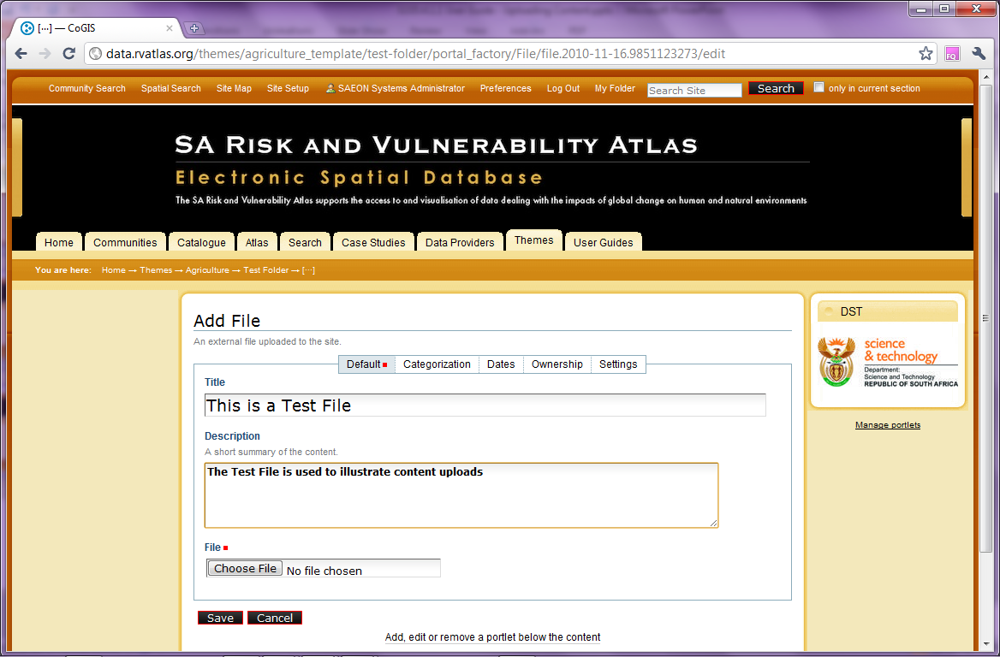 [...] — CoGIS
data.rvatlas.org/themes/agriculture_template/test-folder/portal_factory/File/file.2010-11-16.9851123273/edit
FQ
Community Search Spatial Search Site Map Site Setup SAEON Systems Administrator Preferences Log Out My Folder Search Site Search only in current section
SA Risk and Vulnerability Atlas
Electronic Spatial Database
The SA Risk and Vulnerability Atlas supports the access to and visualisation of data dealing with the impacts of global change on human and natural environments
Home Communities Catalogue Atlas Search Case Studies Data Providers Themes User Guides
You are here: Home → Themes → Agriculture → Test Folder → [...]
Add File
An external file uploaded to the site.
Default Categorization Dates Ownership Settings
Title
This is a Test File
Description
A short summary of the content.
The Test File is used to illustrate content uploads
File
Choose File No file chosen
Save Cancel
Add, edit or remove a portlet below the content
DST
science
& technology
Department:
Science and Technology
REPUBLIC OF SOUTH AFRICA
Manage portlets